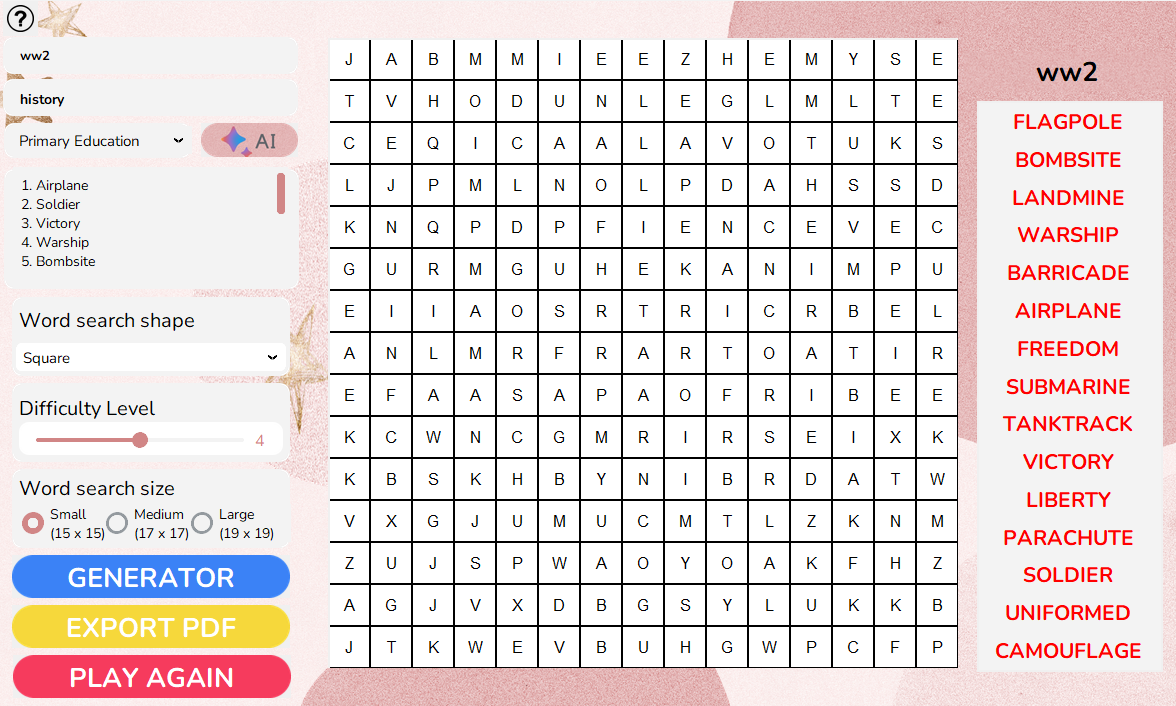 ?
ww2
history
Primary Education
AI
1. Airplane
2. Soldier
3. Victory
4. Warship
5. Bombsite
Word search shape
Square
Difficulty Level
4
Word search size
Small (15 x 15)
Medium (17 x 17)
Large (19 x 19)
GENERATOR
EXPORT PDF
PLAY AGAIN
J A B M M I E E Z H E M Y S E
T V H O D U N L E G L M L T E
C E Q I C A A L A V O T U K S
L J P M L N O L P D A H S S D
K N Q P D P F I E N C E V E C
G U R M G U H E K A N I M P U
E I I A O S R T R I C R B E L
A N L M R F R A R T O A T I R
E F A A S A P A O F R I B E E
K C W N C G M R I R S E I X K
K B S K H B Y N I B R D A T W
V X G J U M U C M T L Z K N M
Z U J S P W A O Y O A K F H Z
A G J V X D B G S Y L U K K B
J T K W E V B U H G W P C F P
ww2
FLAGPOLE
BOMBSITE
LANDMINE
WARSHIP
BARRICADE
AIRPLANE
FREEDOM
SUBMARINE
TANKTRACK
VICTORY
LIBERTY
PARACHUTE
SOLDIER
UNIFORMED
CAMOUFLAGE